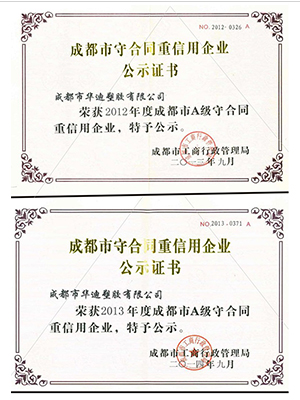 NO.2012-0326 A
成都市守合同重信用企业
公示证书
成都市华迪塑胶有限公司
荣获2012年度成都市A级守合同
重信用企业，特予公示。
成都市工商行政管理局
二〇一三年九月
NO.2013-0371 A
成都市守合同重信用企业
公示证书
成都市华迪塑胶有限公司
荣获2013年度成都市A级守合同
重信用企业，特予公示。
成都市工商行政管理局
二〇一四年九月